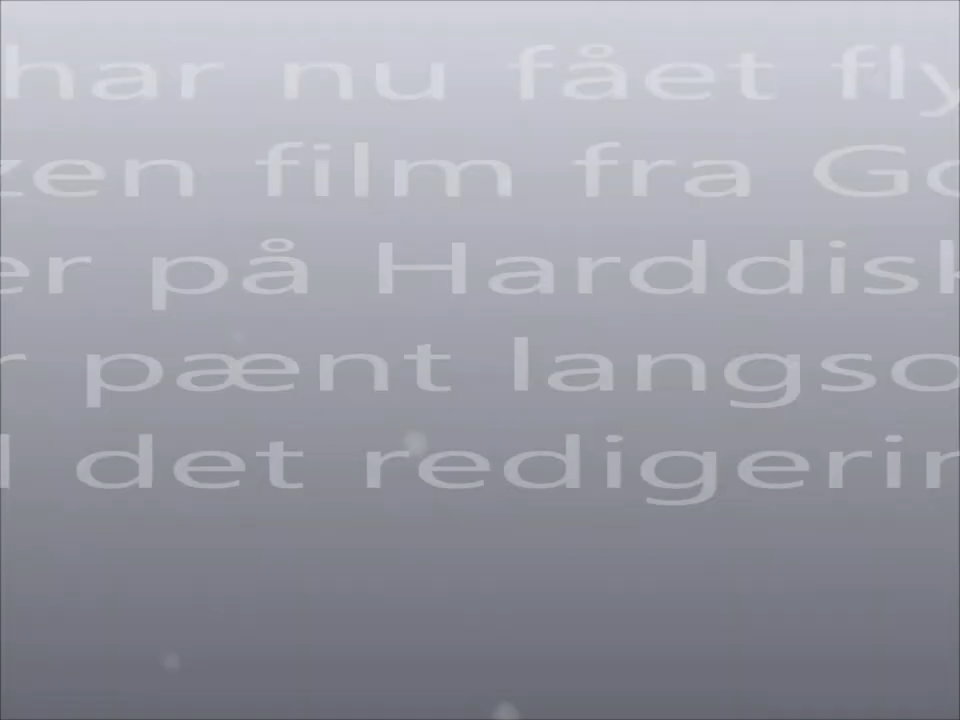 har nu fået fly
zen film fra Go
er på Harddisk
r pænt langso
l det redigerin